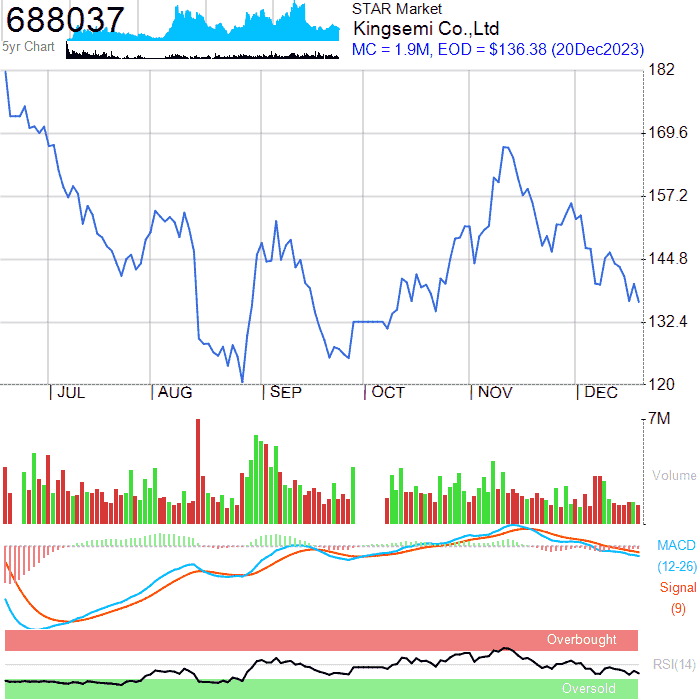 688037
5yr Chart
STAR Market
Kingsemi Co.,Ltd
MC = 1.9M, EOD = $136.38 (20Dec2023)
182
169.6
157.2
144.8
132.4
120
JUL
AUG
SEP
OCT
NOV
DEC
7M
Volume
MACD
(12-26)
Signal
(9)
Overbought
RSI(14)
Oversold